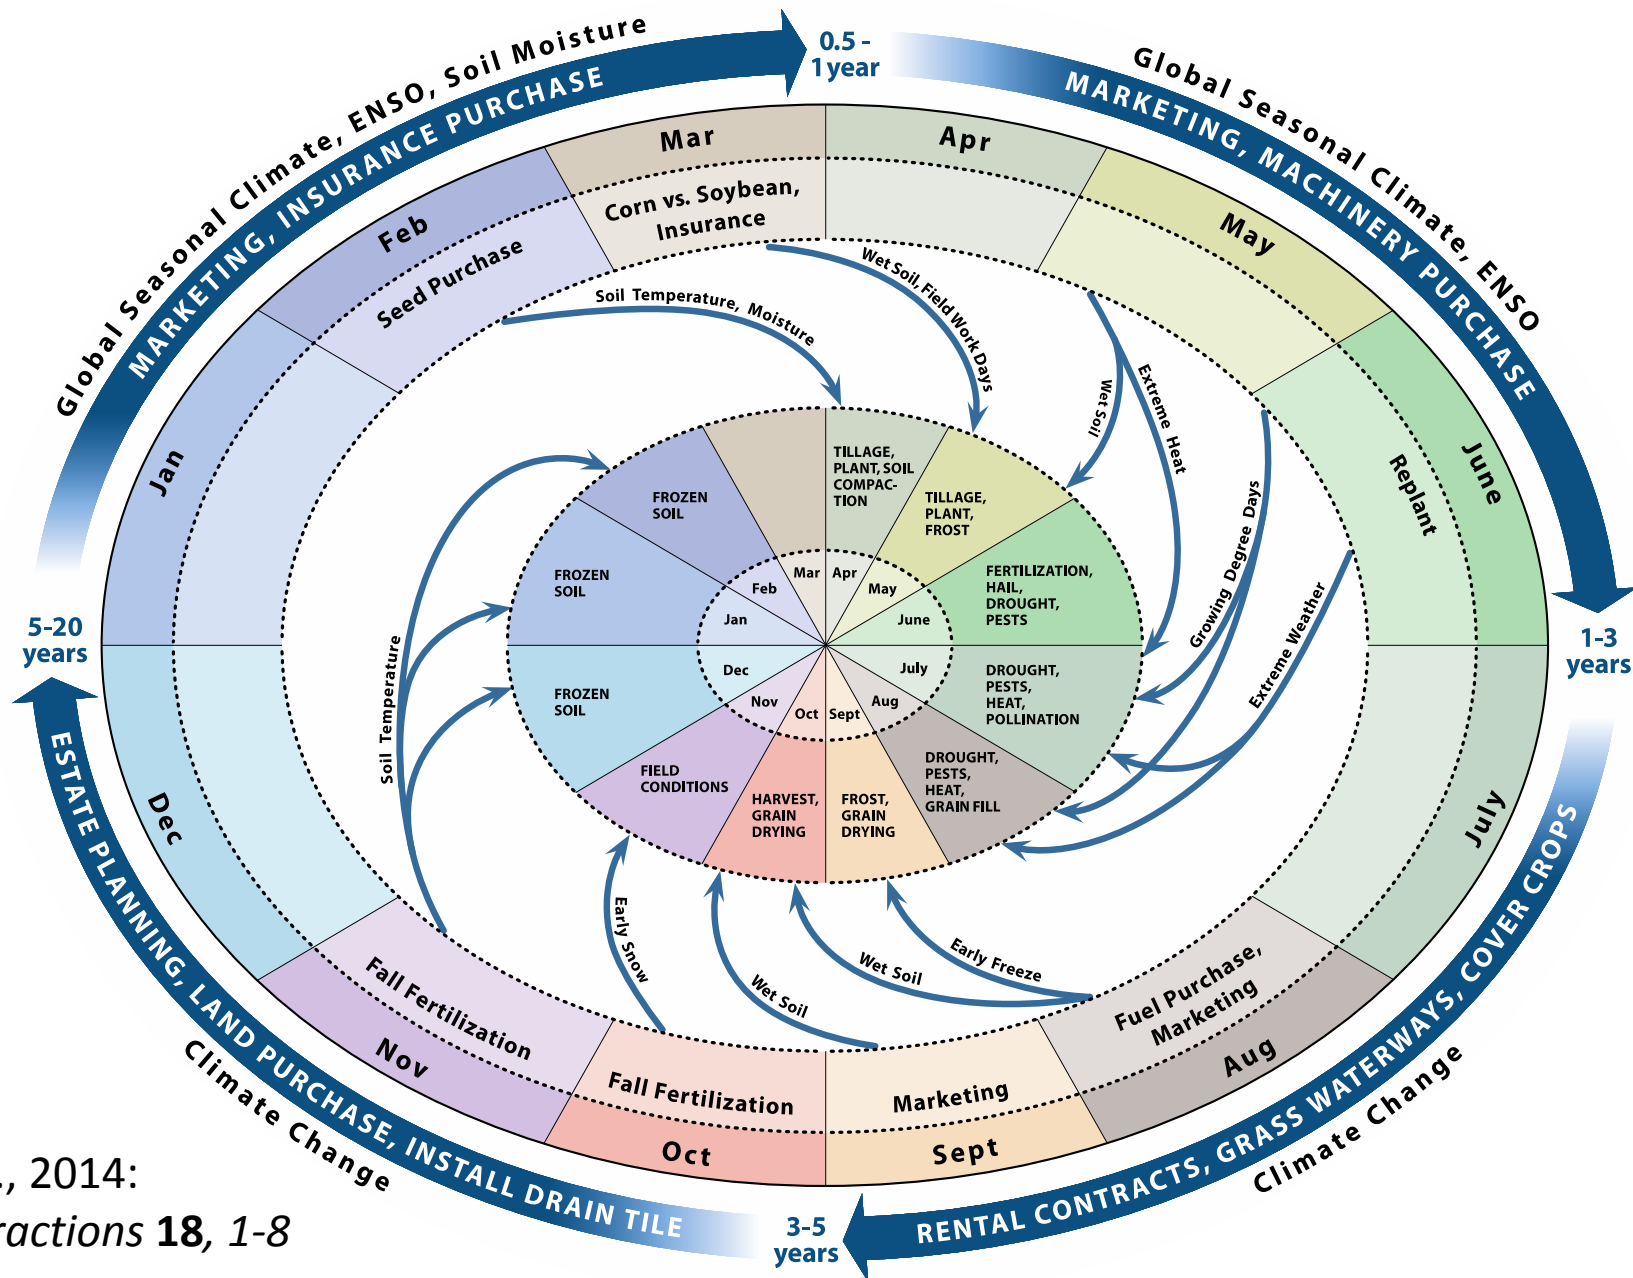 Global Seasonal Climate, ENSO, Soil Moisture
MARKETING, INSURANCE PURCHASE
0.5 -
1 year
Global Seasonal Climate, ENSO
MARKETING, MACHINERY PURCHASE
1-3
years
RENTAL CONTRACTS, GRASS WATERWAYS, COVER CROPS
Climate Change
3-5
years
ESTATE PLANNING, LAND PURCHASE, INSTALL DRAIN TILE
Climate Change
5-20
years
Jan
Feb
Seed Purchase
Mar
Corn vs. Soybean,
Insurance
Apr
May
June
Replant
July
Aug
Fuel Purchase,
Marketing
Sept
Marketing
Oct
Fall Fertilization
Nov
Fall Fertilization
Dec
Soil Temperature, Moisture
Wet Soil, Field Work Days
Wet Soil
Extreme Heat
Growing Degree Days
Extreme Weather
Early Freeze
Wet Soil
Wet Soil
Early Snow
Soil Temperature
FROZEN
SOIL
FROZEN
SOIL
TILLAGE,
PLANT, SOIL
COMPAC-
TION
TILLAGE,
PLANT,
FROST
FERTILIZATION,
HAIL,
DROUGHT,
PESTS
DROUGHT,
PESTS,
HEAT,
POLLINATION
DROUGHT,
PESTS,
HEAT,
GRAIN FILL
FROST,
GRAIN
DRYING
HARVEST,
GRAIN
DRYING
FIELD
CONDITIONS
FROZEN
SOIL
Jan
Feb
Mar
Apr
May
June
July
Aug
Sept
Oct
Nov
Dec
., 2014:
ractions 18, 1-8